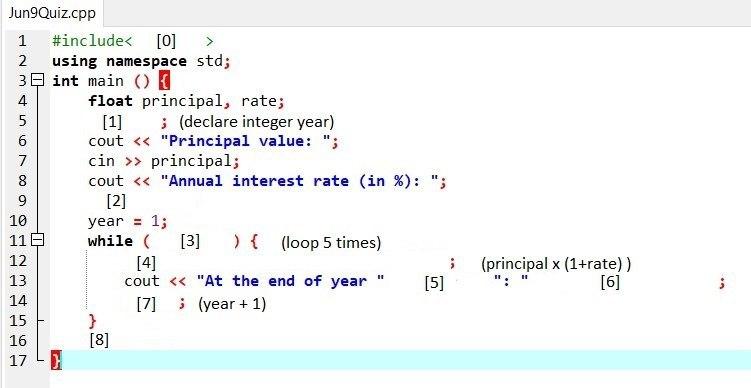 Jun9Quiz.cpp
1 #include< [0] >
2 using namespace std;
3 int main () {
4 float principal, rate;
5 [1] ; (declare integer year)
6 cout << "Principal value: ";
7 cin >> principal;
8 cout << "Annual interest rate (in %): ";
9 [2]
10 year = 1;
11 while ( [3] ) { (loop 5 times)
12 [4] ; (principal x (1+rate) )
13 cout << "At the end of year " [5] ": " [6] ;
14 [7] ; (year + 1)
15 }
16 [8]
17 }